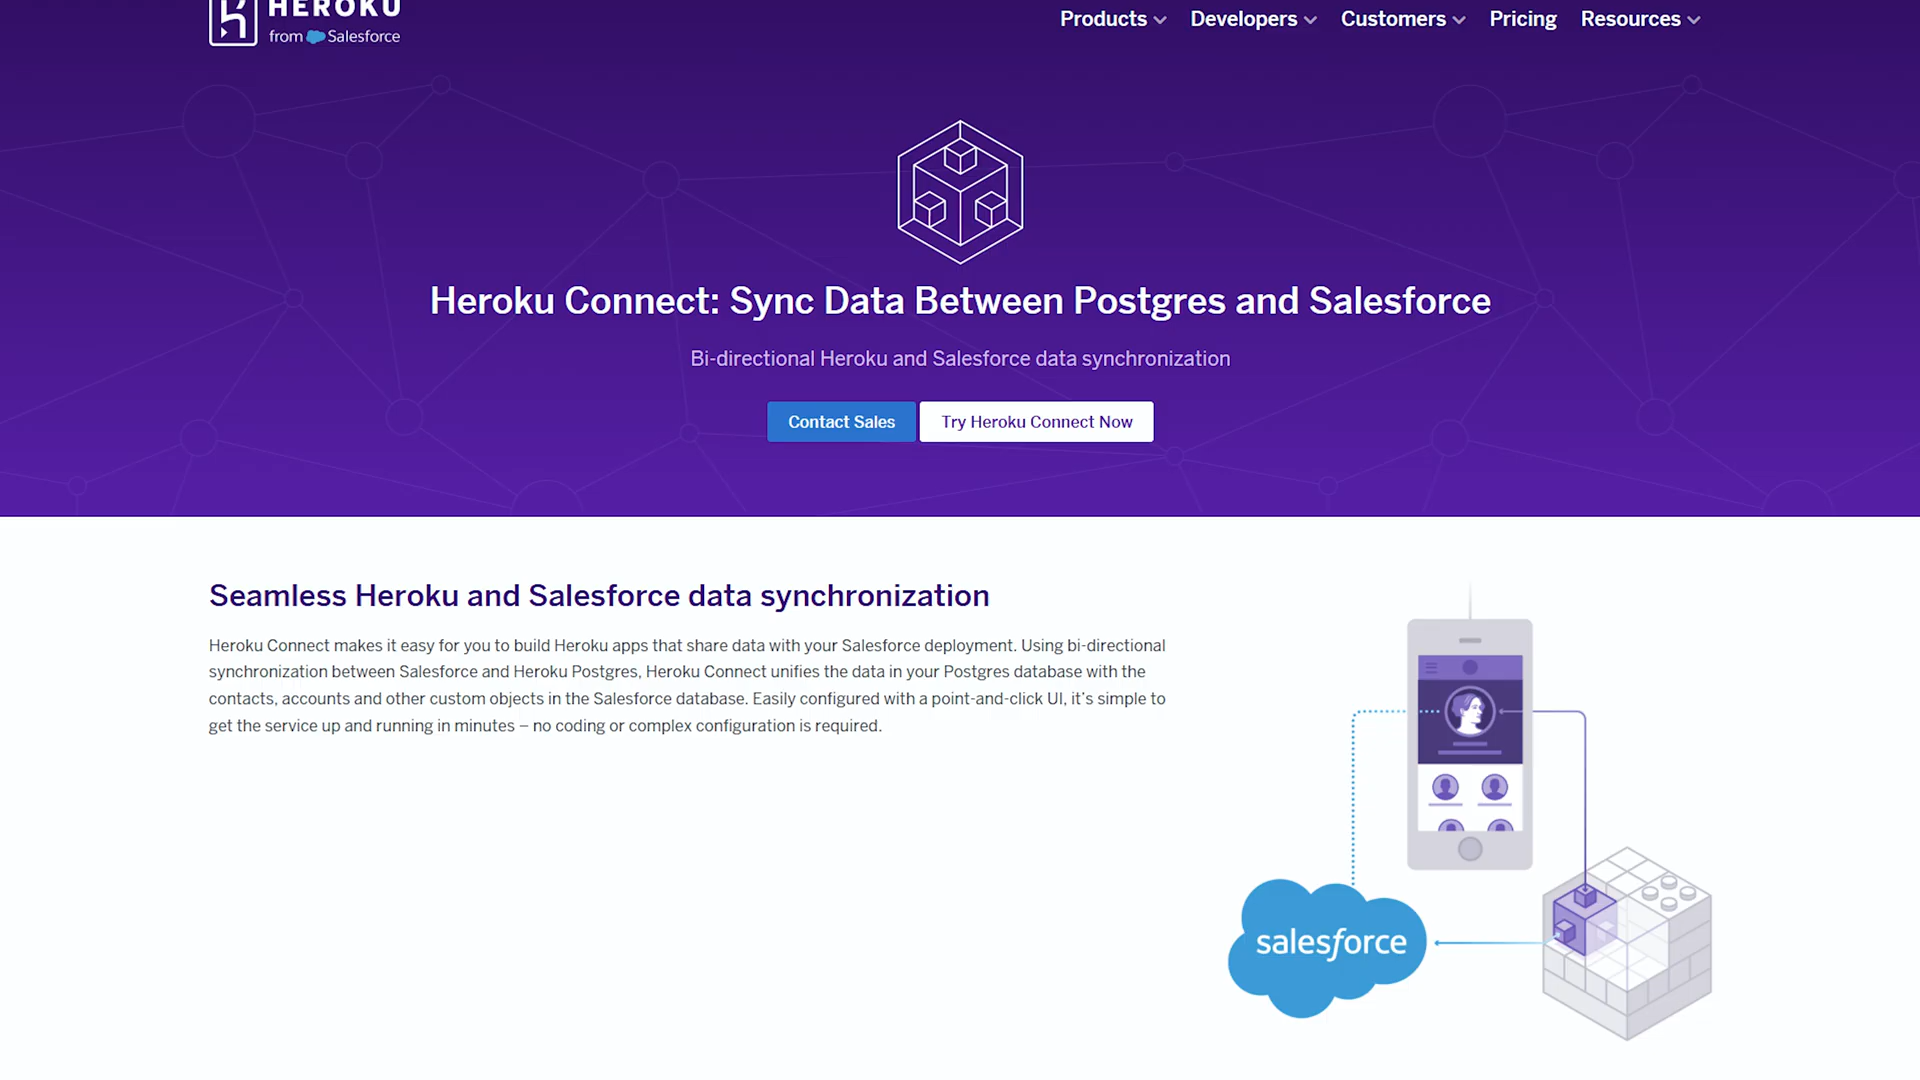 HEROKU
from Salesforce
Products Developers Customers Pricing Resources
Heroku Connect: Sync Data Between Postgres and Salesforce
Bi-directional Heroku and Salesforce data synchronization
Contact Sales Try Heroku Connect Now
Seamless Heroku and Salesforce data synchronization
Heroku Connect makes it easy for you to build Heroku apps that share data with your Salesforce deployment. Using bi-directional
synchronization between Salesforce and Heroku Postgres, Heroku Connect unifies the data in your Postgres database with the
contacts, accounts and other custom objects in the Salesforce database. Easily configured with a point-and-click UI, it’s simple to
get the service up and running in minutes – no coding or complex configuration is required.
salesforce